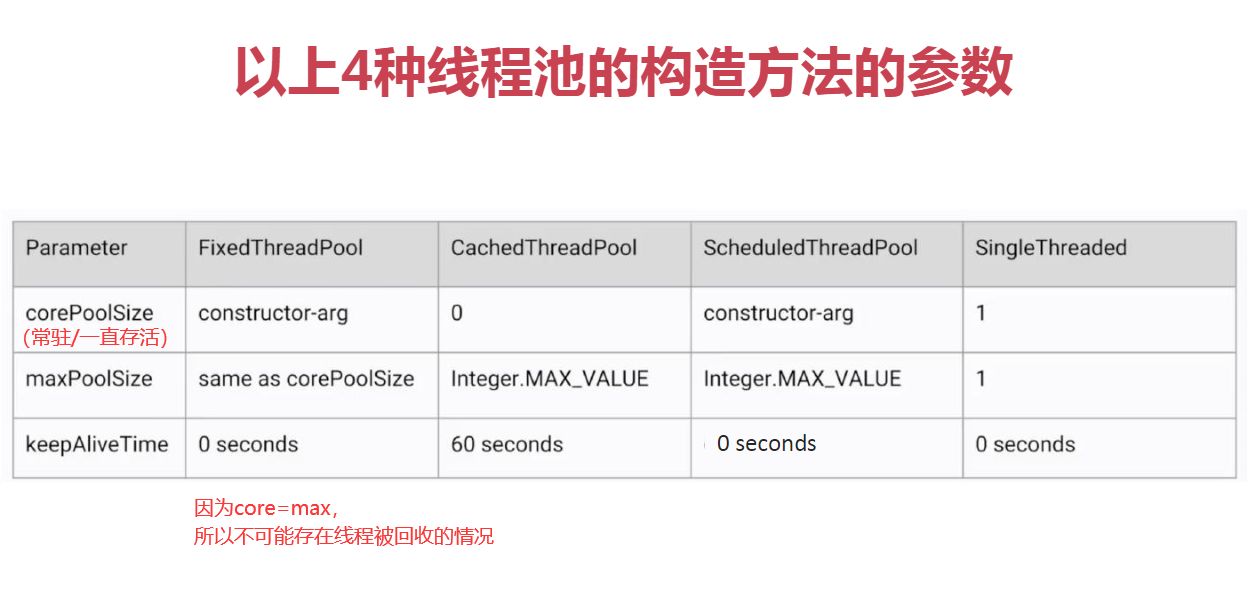 以上4种线程池的构造方法的参数
Parameter FixedThreadPool CachedThreadPool ScheduledThreadPool SingleThreaded
corePoolSize constructor-arg 0 constructor-arg 1
(常驻/一直存活)
maxPoolSize same as corePoolSize Integer.MAX_VALUE Integer.MAX_VALUE 1
keepAliveTime 0 seconds 60 seconds 0 seconds 0 seconds
因为core=max，
所以不可能存在线程被回收的情况